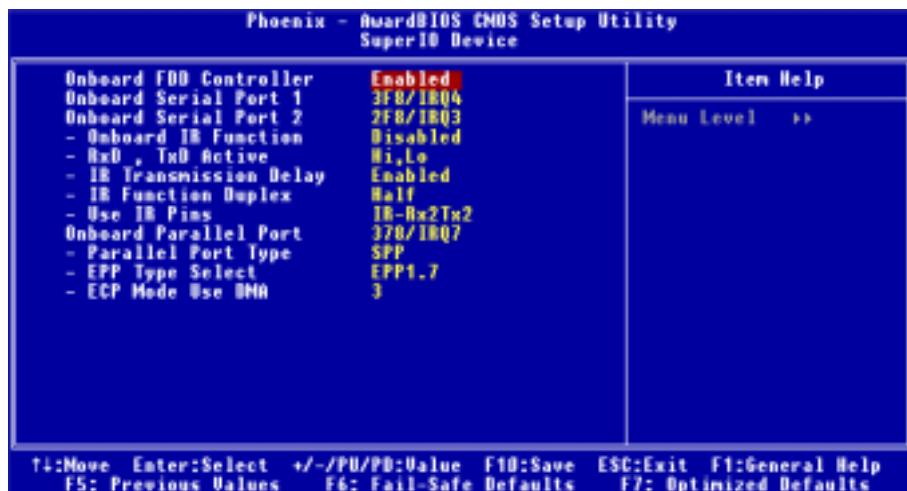 Phoenix - AwardBIOS CMOS Setup Utility
SuperIO Device
Onboard FDD Controller Enabled
Onboard Serial Port 1 3F8/IRQ4
Onboard Serial Port 2 2F8/IRQ3
- Onboard IR Function Disabled
- RxD , TxD Active Hi,Lo
- IR Transmission Delay Enabled
- IR Function Duplex Half
- Use IR Pins IR-Rx2Tx2
Onboard Parallel Port 378/IRQ7
- Parallel Port Type SPP
- EPP Type Select EPP1.7
- ECP Mode Use DMA 3
Item Help
Menu Level ▸▸
↑↓:Move Enter:Select +/-/PU/PD:Value F10:Save ESC:Exit F1:General Help
F5: Previous Values F6: Fail-Safe Defaults F7: Optimized Defaults